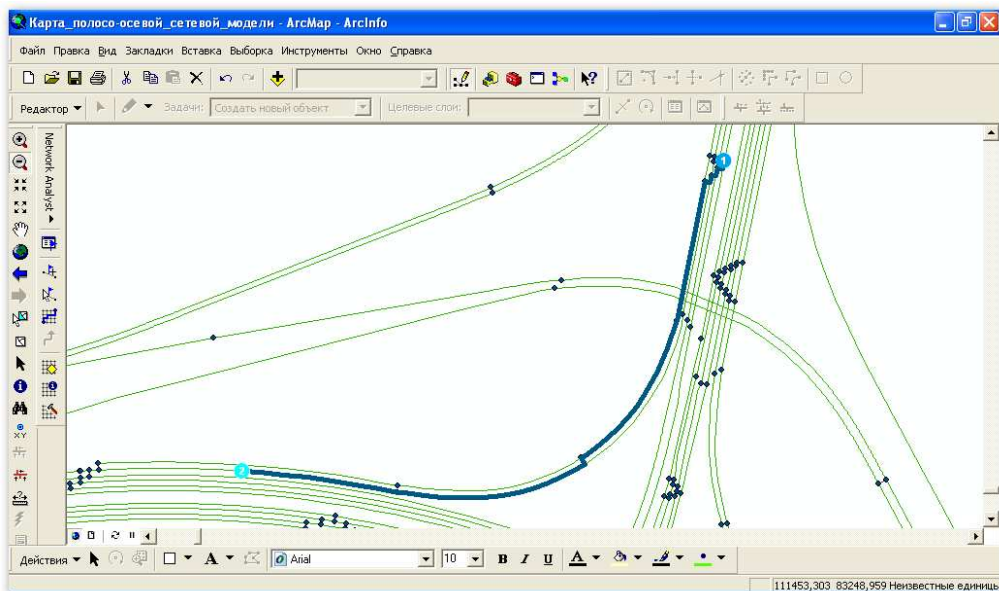 Карта_полосо-осевой_сетевой_модели - ArcMap - ArcInfo
Файл Правка Вид Закладки Вставка Выборка Инструменты Окно Справка
Редактор Задачи: Создать новый объект Целевые слои:
Network Analyst
1
2
XY
Действия A Arial 10 B I U A
111453,303 83248,959 Неизвестные единицы